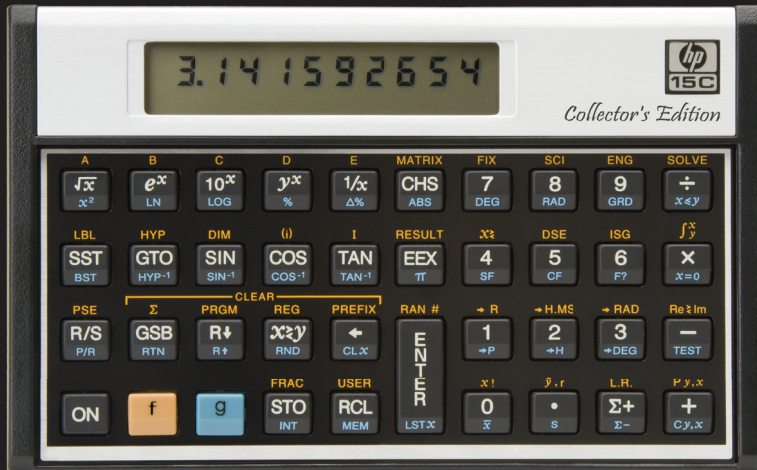 3.141592654
hp
15C
Collector's Edition
A B C D E MATRIX FIX SCI ENG SOLVE
√x eˣ 10ˣ yˣ 1/x CHS 7 8 9 ÷
x² LN LOG % Δ% ABS DEG RAD GRD x≤y
LBL HYP DIM (i) I RESULT x≷ DSE ISG ∫xy
SST GTO SIN COS TAN EEX 4 5 6 ×
BST HYP⁻¹ SIN⁻¹ COS⁻¹ TAN⁻¹ π SF CF F? x=0
CLEAR
PSE Σ PRGM REG PREFIX RAN # → R →H.MS → RAD Re≷Im
R/S GSB R↓ x≷y ← ENTER 1 2 3 −
P/R RTN R↑ RND CLx →P →H →DEG TEST
FRAC USER x! ŷ,r L.R. Py,x
ON f g STO RCL 0 • Σ+ +
INT MEM LSTx x̄ s Σ− Cy,x